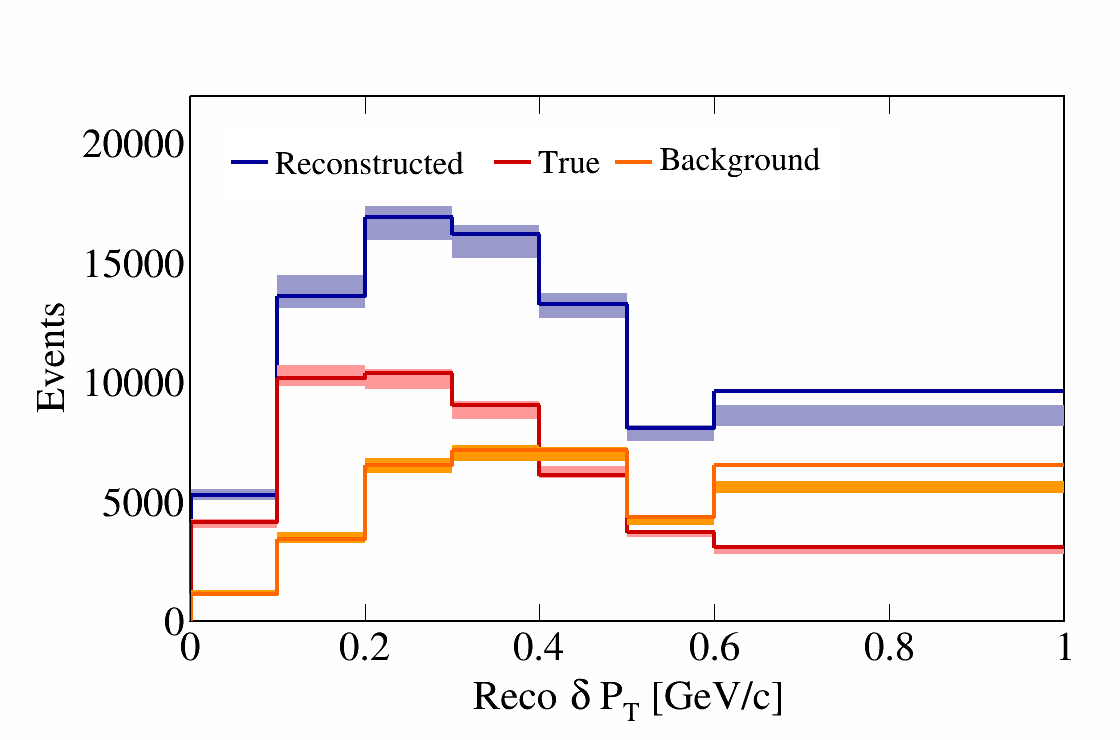 20000
15000
10000
5000
0
Events
Reconstructed True Background
0 0.2 0.4 0.6 0.8 1
Reco δ P_T [GeV/c]